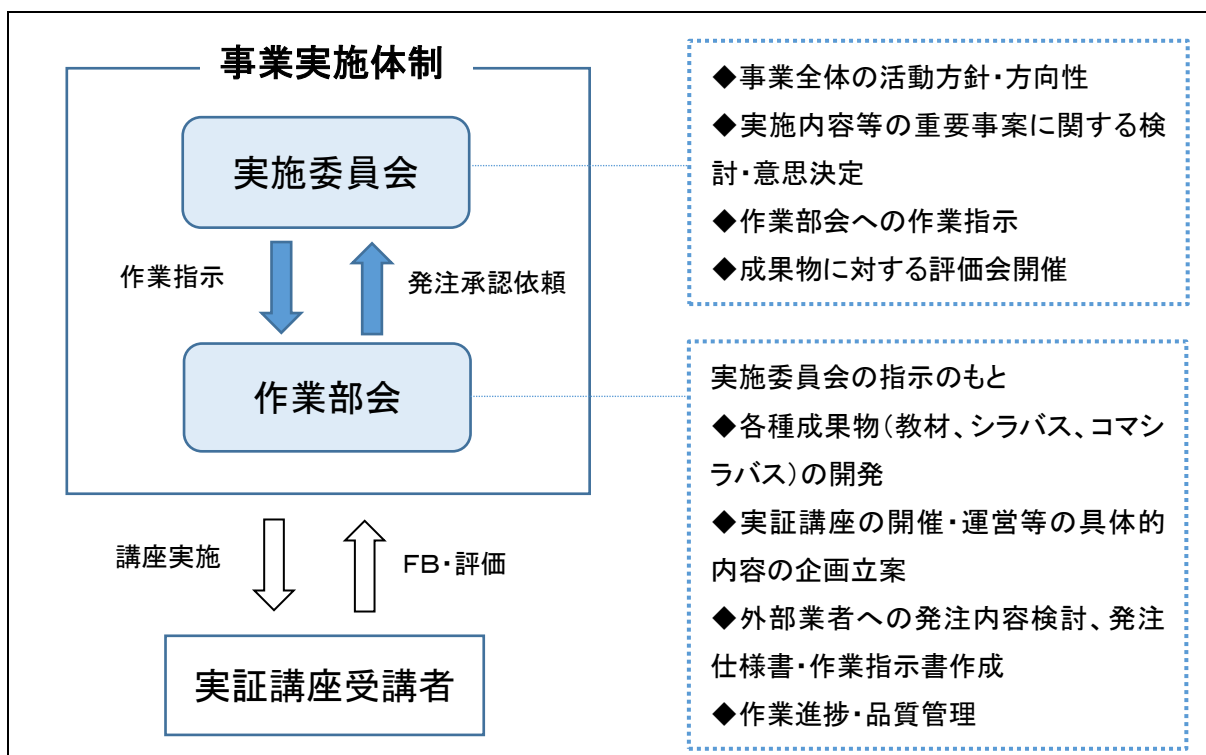 事業実施体制
実施委員会
作業指示
発注承認依頼
作業部会
講座実施
FB・評価
実証講座受講者
◆事業全体の活動方針・方向性
◆実施内容等の重要事案に関する検
討・意思決定
◆作業部会への作業指示
◆成果物に対する評価会開催
実施委員会の指示のもと
◆各種成果物(教材、シラバス、コマシ
ラバス)の開発
◆実証講座の開催・運営等の具体的
内容の企画立案
◆外部業者への発注内容検討、発注
仕様書・作業指示書作成
◆作業進捗・品質管理